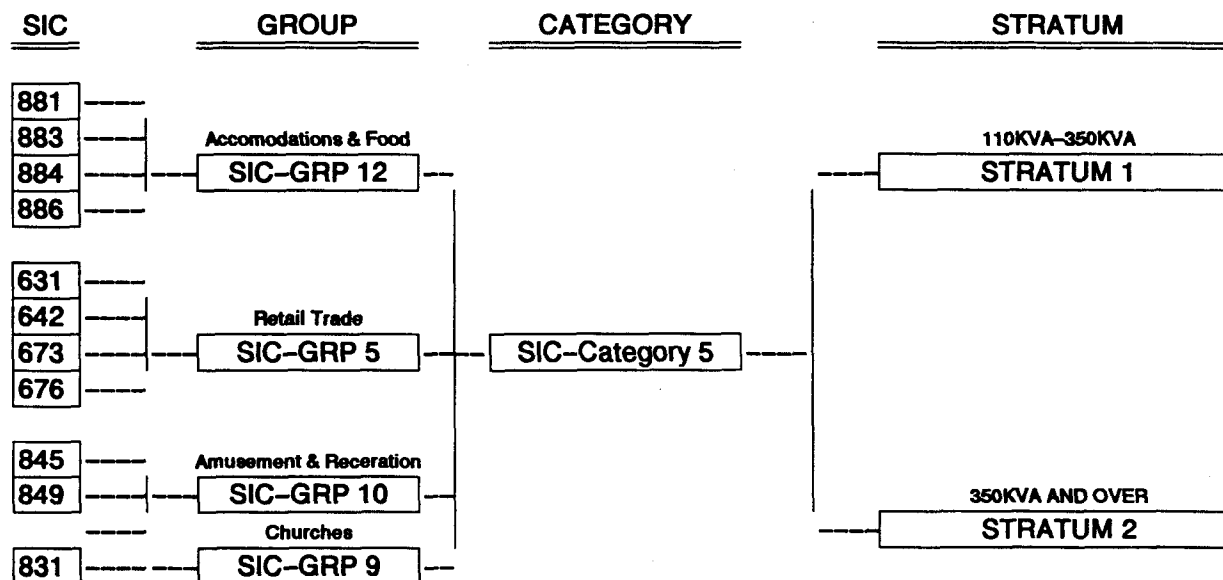 SIC GROUP CATEGORY STRATUM
881
883 Accomodations & Food 110KVA–350KVA
884 SIC–GRP 12 STRATUM 1
886
631
642 Retail Trade
673 SIC–GRP 5 SIC–Category 5
676
845 Amusement & Receration
849 SIC–GRP 10 350KVA AND OVER
Churches STRATUM 2
831 SIC–GRP 9